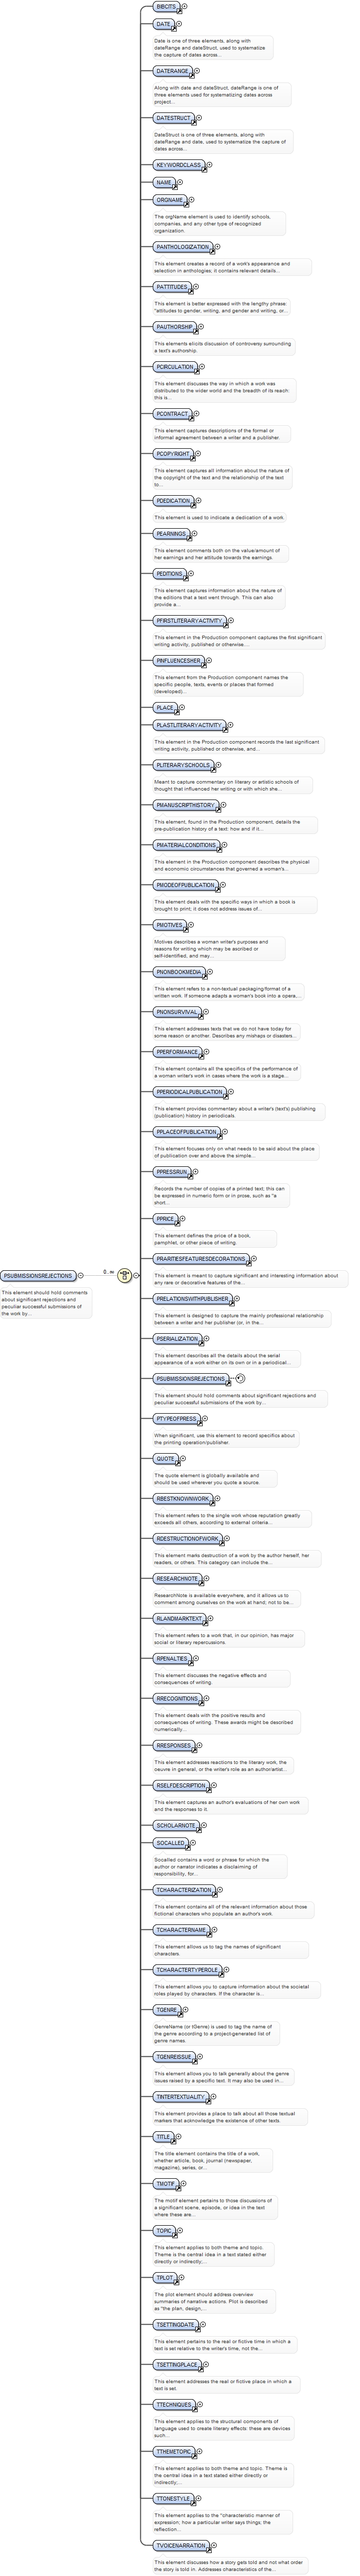 BIBCITS
DATE
Date is one of three elements, along with
dateRange and dateStruct, used to systematize
the capture of dates across...
DATERANGE
Along with date and dateStruct, dateRange is one of
three elements used for systematizing dates across
project...
DATESTRUCT
DateStruct is one of three elements, along with
dateRange and date, used to systematize the capture of
dates across...
KEYWORDCLASS
NAME
ORGNAME
The orgName element is used to identify schools,
companies, and any other type of recognized
organization.
PANTHOLOGIZATION
This element creates a record of a work's appearance and
selection in anthologies; it contains relevant details...
PATTITUDES
This element is better expressed with the lengthy phrase:
"attitudes to gender, writing, and gender and writing, or...
PAUTHORSHIP
This elements elicits discussion of controversy surrounding
a text's authorship.
PCIRCULATION
This element discusses the way in which a work was
distributed to the wider world and the breadth of its reach:
this is...
PCONTRACT
This element captures descriptions of the formal or
informal agreement between a writer and a publisher.
PCOPYRIGHT
This element captures all information about the nature of
the copyright of the text and the relationship of the text
to...
PDEDICATION
This element is used to indicate a dedication of a work.
PEARNINGS
This element comments both on the value/amount of
her earnings and her attitude towards the earnings.
PEDITIONS
This element captures information about the nature of
the editions that a text went through. This can also
provide a...
PFIRSTLITERARYACTIVITY
This element in the Production component captures the first significant
writing activity, published or otherwise....
PINFLUENCESHER
This element from the Production component names the
specific people, texts, events or places that formed
(developed)...
PLACE
PLASTLITERARYACTIVITY
This element in the Production component records the last significant
writing activity, published or otherwise, and...
PLITERARYSCHOOLS
Meant to capture commentary on literary or artistic schools of
thought that influenced her writing or with which she...
PMANUSCRIPTHISTORY
This element, found in the Production component, details the
pre-publication history of a text: how and if it...
PMATERIALCONDITIONS
This element in the Production component describes the physical
and economic circumstances that governed a woman's...
PMODEOFPUBLICATION
This element deals with the specific ways in which a book is
brought to print; it does not address issues of...
PMOTIVES
Motives describes a woman writer's purposes and
reasons for writing which may be ascribed or
self-identified, and may...
PNONBOOKMEDIA
This element refers to a non-textual packaging/format of a
written work. If someone adapts a woman's book into a opera,...
PNONSURVIVAL
This element addresses texts that we do not have today for
some reason or another. Describes any mishaps or disasters...
PPERFORMANCE
This element contains all the specifics of the performance of
a woman writer's work in cases where the work is a stage...
PPERIODICALPUBLICATION
This element provides commentary about a writer's (text's) publishing
(publication) history in periodicals.
PPLACEOFPUBLICATION
This element focuses only on what needs to be said about the place
of publication over and above the simple...
PPRESSRUN
Records the number of copies of a printed text; this can
be expressed in numeric form or in prose, such as "a
short...
PPRICE
This element defines the price of a book,
pamphlet, or other piece of writing.
PRARITIESFEATURESDECORATIONS
This element is meant to capture significant and interesting information about
any rare or decorative features of the...
PRELATIONSWITHPUBLISHER
This element is designed to capture the mainly professional relationship
between a writer and her publisher (or, in the...
PSERIALIZATION
This element describes all the details about the serial
appearance of a work either on its own or in a periodical...
PSUBMISSIONSREJECTIONS
0..∞
PSUBMISSIONSREJECTIONS
This element should hold comments
about significant rejections and
peculiar successful submissions of
the work by...
This element should hold comments about significant rejections and
peculiar successful submissions of the work by...
PTYPEOFPRESS
When significant, use this element to record specifics about
the printing operation/publisher.
QUOTE
The quote element is globally available and
should be used wherever you quote a source.
RBESTKNOWNWORK
This element refers to the single work whose reputation greatly
exceeds all others, according to external criteria...
RDESTRUCTIONOFWORK
This element marks destruction of a work by the author herself, her
readers, or others. This category can include the...
RESEARCHNOTE
ResearchNote is available everywhere, and it allows us to
comment among ourselves on the work at hand, not to be...
RLANDMARKTEXT
This element refers to a work that, in our opinion, has major
social or literary repercussions.
RPENALTIES
This element discusses the negative effects and
consequences of writing.
RRECOGNITIONS
This element deals with the positive results and
consequences of writing. These awards might be described
numerically...
RRESPONSES
This element addresses reactions to the literary work, the
oeuvre in general, or the writer's role as an author/artist...
RSELFDESCRIPTION
This element captures an author's evaluations of her own work
and the responses to it.
SCHOLARNOTE
SOCALLED
Socalled contains a word or phrase for which the
author or narrator indicates a disclaiming of
responsibility, for...
TCHARACTERIZATION
This element contains all of the relevant information about those
fictional characters who populate an author's work.
TCHARACTERNAME
This element allows us to tag the names of significant
characters.
TCHARACTERTYPEROLE
This element allows you to capture information about the societal
roles played by characters. If the character is...
TGENRE
GenreName (or tGenre) is used to tag the name of
the genre according to a project-generated list of
genre names.
TGENREISSUE
This element allows you to talk generally about the genre
issues raised by a specific text. It may also be used in...
TINTERTEXTUALITY
This element provides a place to talk about all those textual
markers that acknowledge the existence of other texts.
TITLE
The title element contains the title of a work,
whether article, book, journal (newspaper,
magazine), series, or...
TMOTIF
The motif element pertains to those discussions of
a significant scene, episode, or idea in the text
where these are...
TOPIC
This element applies to both theme and topic.
Theme is the central idea in a text stated either
directly or indirectly;...
TPLOT
The plot element should address overview
summaries of narrative actions. Plot is described
as "the plan, design,...
TSETTINGDATE
This element pertains to the real or fictive time in which a
text is set relative to the writer's time, not the...
TSETTINGPLACE
This element addresses the real or fictive place in which a
text is set.
TTECHNIQUES
This element applies to the structural components of
language used to create literary effects: these are devices
such...
TTHEMETOPIC
This element applies to both theme and topic. Theme is
the central idea in a text stated either directly or
indirectly;...
TTONESTYLE
This element applies to the "characteristic manner of
expression; how a particular writer says things; the
reflection...
TVOICENARRATION
This element discusses how a story gets told and not what order
the story is told in. Addresses characteristics of the...